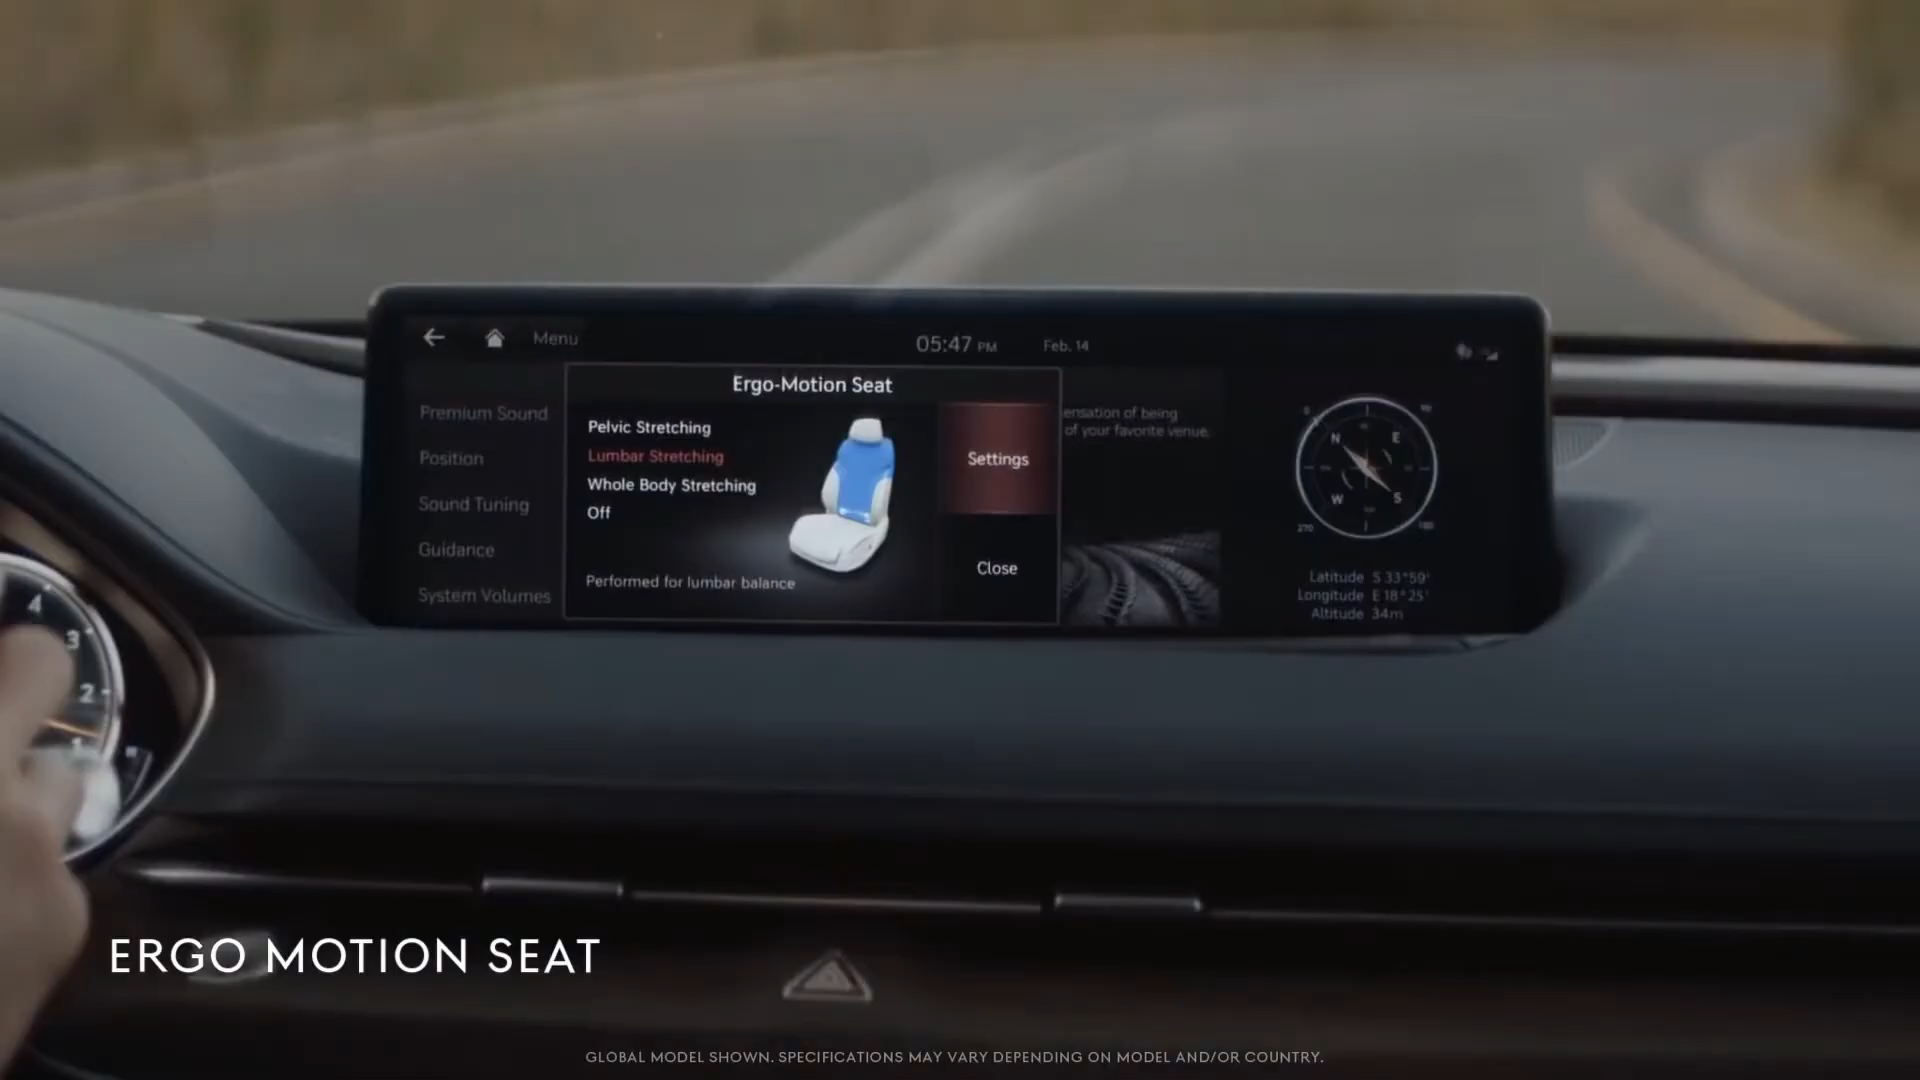 Menu
05:47 PM
Feb. 14
Premium Sound
Position
Sound Tuning
Guidance
System Volumes
Ergo-Motion Seat
Pelvic Stretching
Lumbar Stretching
Whole Body Stretching
Off
Performed for lumbar balance
Settings
Close
ensation of being
of your favorite venue.
N
E
W
S
270
180
Latitude S 33°59'
Longitude E 18°25'
Altitude 34m
4
3
2
1
ERGO MOTION SEAT
GLOBAL MODEL SHOWN. SPECIFICATIONS MAY VARY DEPENDING ON MODEL AND/OR COUNTRY.